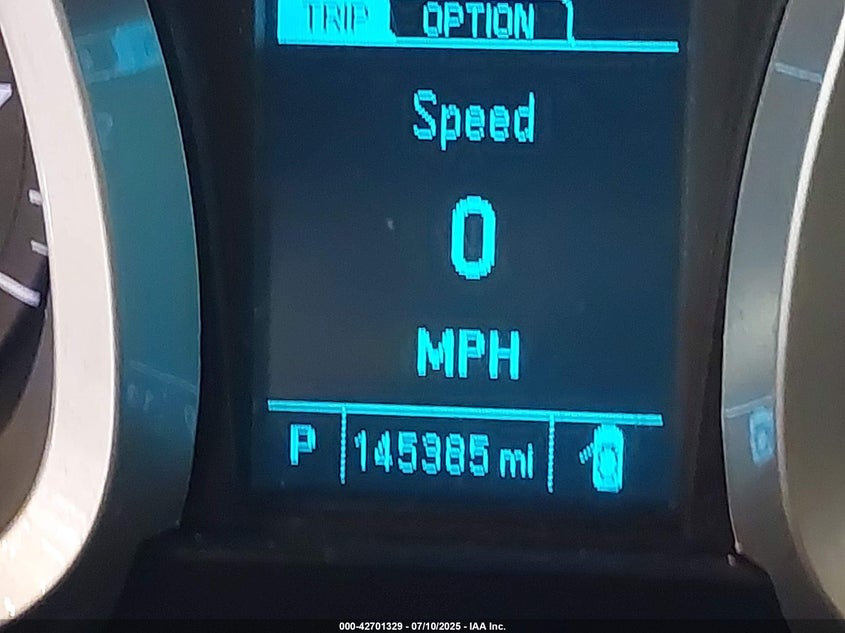 TRIP OPTION
Speed
0
MPH
P 145385 mi
000-42701329 - 07/10/2025 - IAA Inc.